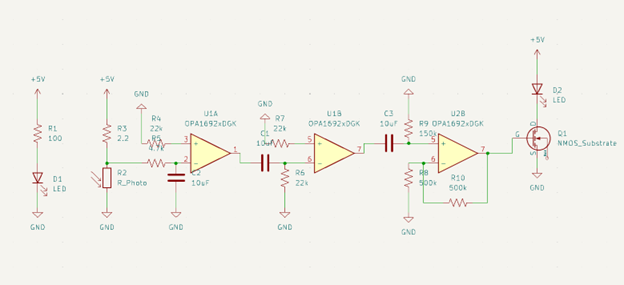 +5V
R1
100
D1
LED
GND
+5V
R3
2.2
R2
R_Photo
GND
GND
R4
22k
R5
4.7k
C2
10uF
GND
U1A
OPA1692xDGK
3
2
1
GND
C1
10uF
R7
22k
R6
22k
GND
U1B
OPA1692xDGK
5
6
7
C3
10uF
GND
R9
150k
R8
500k
GND
U2B
OPA1692xDGK
5
6
7
R10
500k
+5V
D2
LED
G
D
S
Q1
NMOS_Substrate
GND